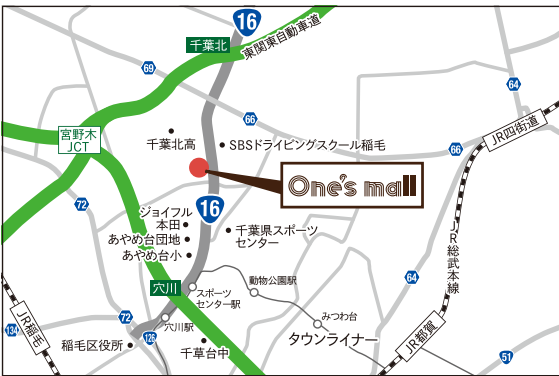 16
千葉北
東関東自動車道
69
64
66
宮野木
JCT
千葉北高
SBSドライビングスクール稲毛
66
JR四街道
One's mall
72
16
ジョイフル
本田
あやめ台団地
あやめ台小
千葉県スポーツ
センター
JR総武本線
穴川
スポーツ
センター駅
動物公園駅
64
JR稲毛
134
72
126
穴川駅
みつわ台
タウンライナー
JR都賀
稲毛区役所
千草台中
51